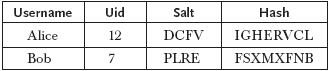 Username Uid Salt Hash
Alice 12 DCFV IGHERVCL
Bob 7 PLRE FSXMXFNB